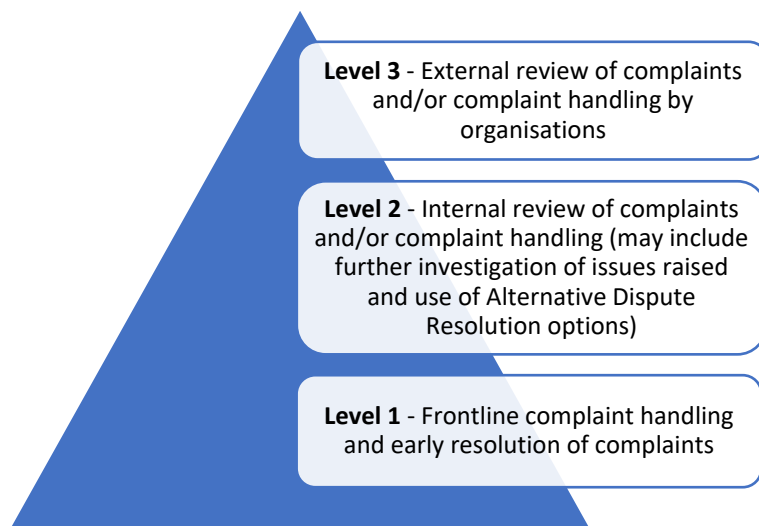 Level 3 - External review of complaints
and/or complaint handling by
organisations
Level 2 - Internal review of complaints
and/or complaint handling (may include
further investigation of issues raised
and use of Alternative Dispute
Resolution options)
Level 1 - Frontline complaint handling
and early resolution of complaints